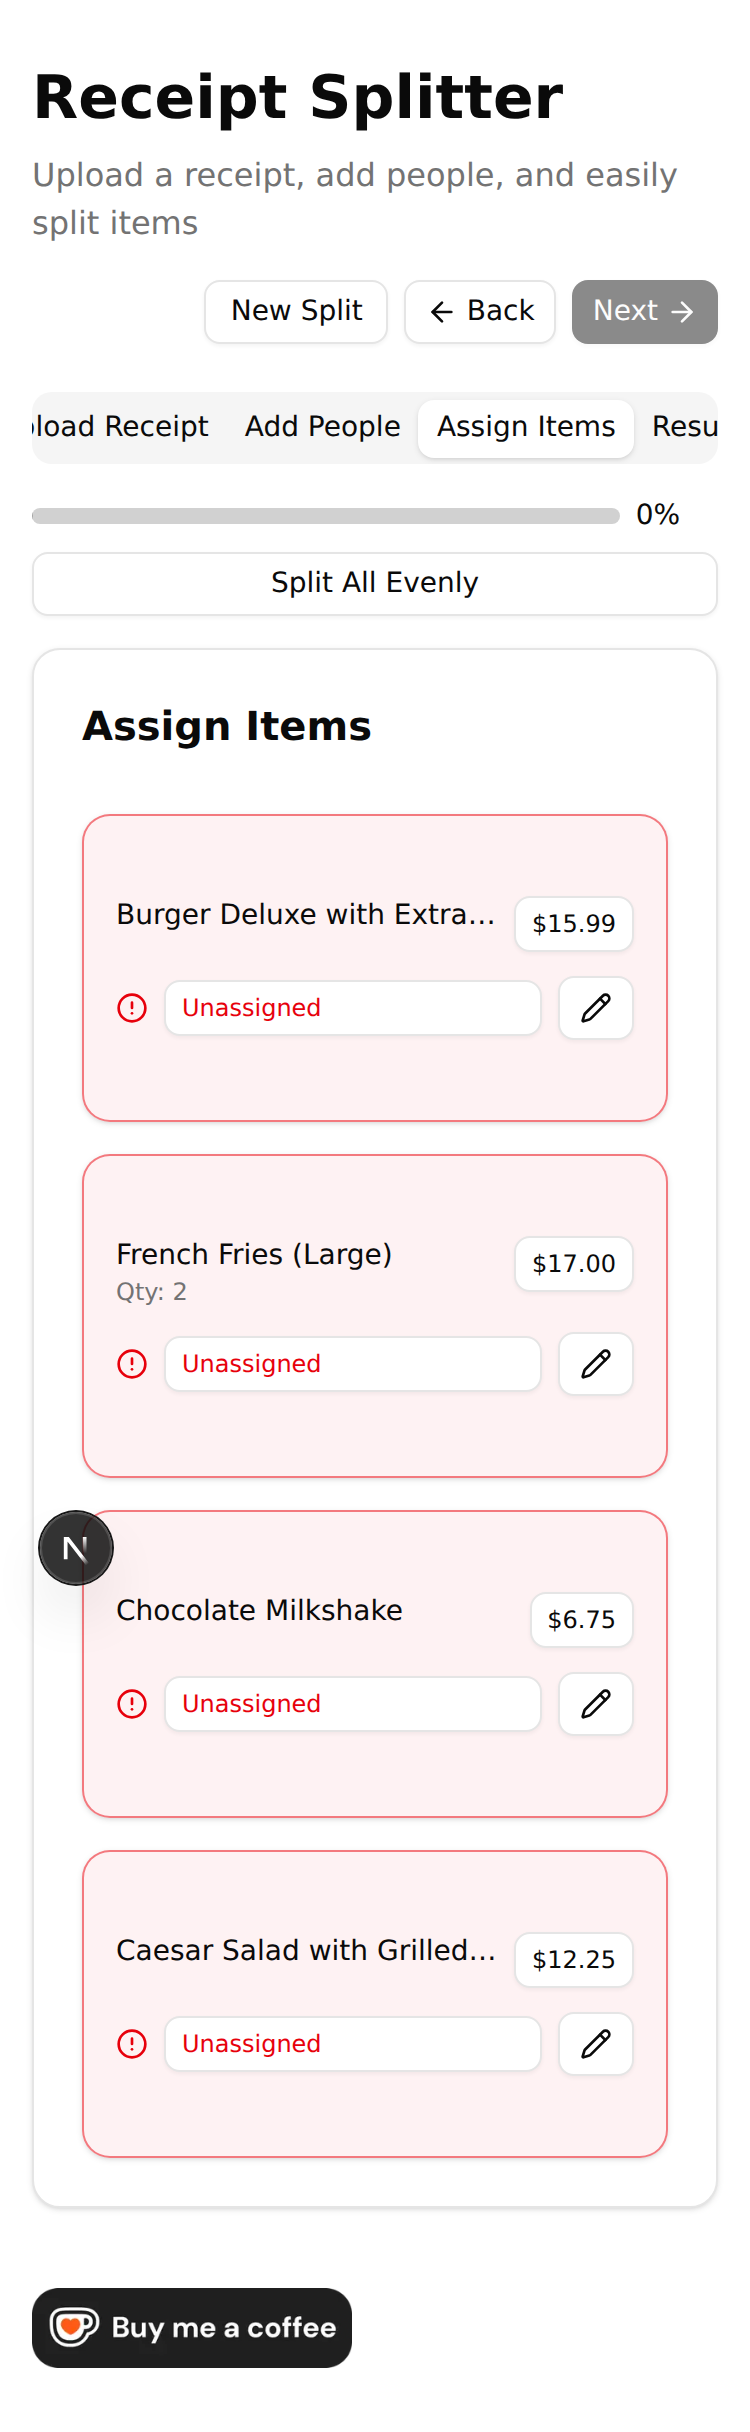 Receipt Splitter
Upload a receipt, add people, and easily
split items
New Split
← Back
Next →
load Receipt
Add People
Assign Items
Resu
0%
Split All Evenly
Assign Items
Burger Deluxe with Extra...
$15.99
Unassigned
French Fries (Large)
$17.00
Qty: 2
Unassigned
N
Chocolate Milkshake
$6.75
Unassigned
Caesar Salad with Grilled...
$12.25
Unassigned
Buy me a coffee